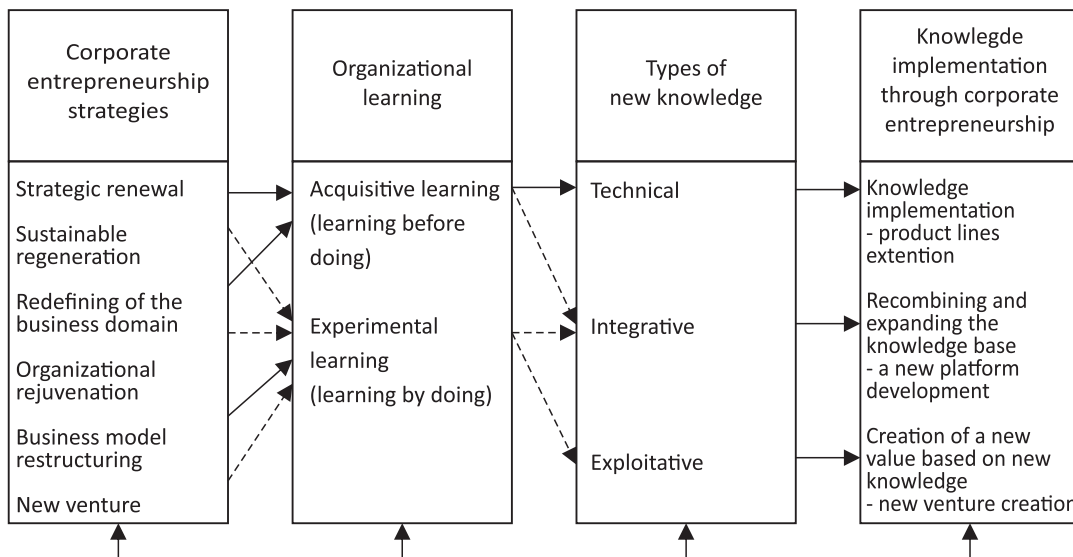 Corporate
entrepreneurship
strategies
Strategic renewal
Sustainable
regeneration
Redefining of the
business domain
Organizational
rejuvenation
Business model
restructuring
New venture
Organizational
learning
Acquisitive learning
(learning before
doing)
Experimental
learning
(learning by doing)
Types of
new knowledge
Technical
Integrative
Exploitative
Knowlegde
implementation
through corporate
entrepreneurship
Knowledge
implementation
- product lines
extention
Recombining and
expanding the
knowledge base
- a new platform
development
Creation of a new
value based on new
knowledge
- new venture creation